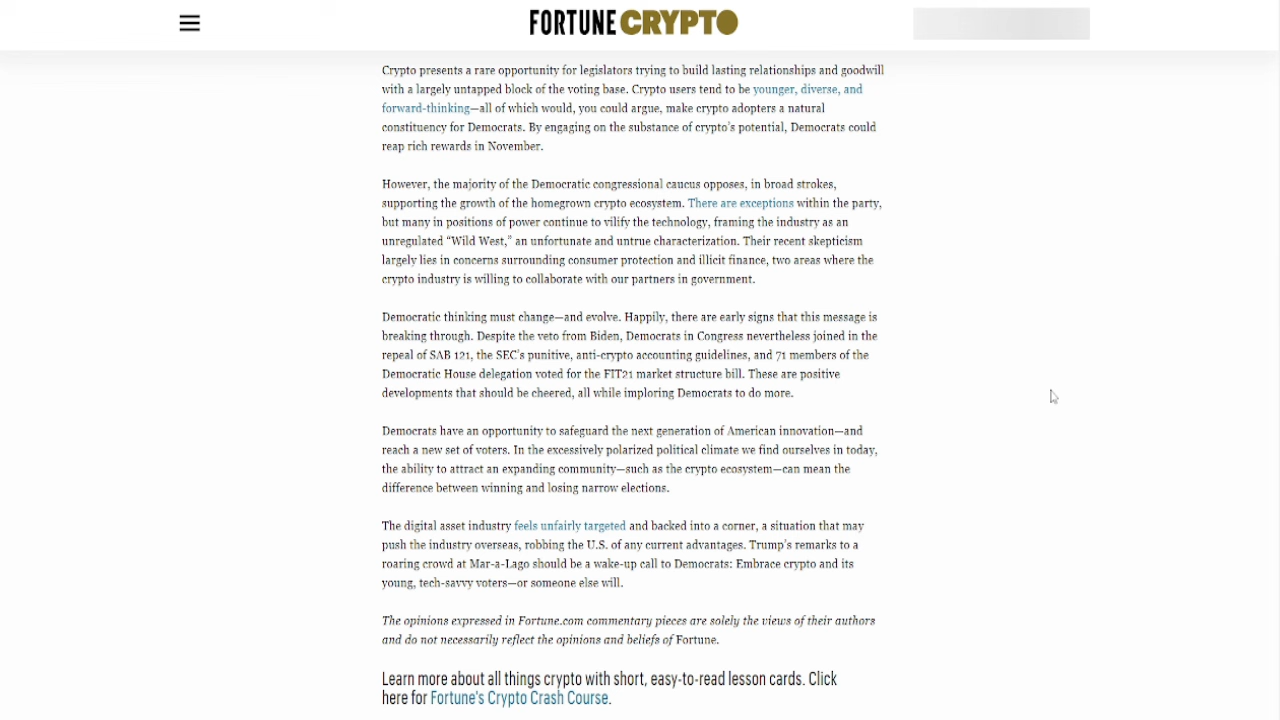 FORTUNE CRYPTO
Crypto presents a rare opportunity for legislators trying to build lasting relationships and goodwill
with a largely untapped block of the voting base. Crypto users tend to be younger, diverse, and
forward-thinking—all of which would, you could argue, make crypto adopters a natural
constituency for Democrats. By engaging on the substance of crypto's potential, Democrats could
reap rich rewards in November.
However, the majority of the Democratic congressional caucus opposes, in broad strokes,
supporting the growth of the homegrown crypto ecosystem. There are exceptions within the party,
but many in positions of power continue to vilify the technology, framing the industry as an
unregulated “Wild West,” an unfortunate and untrue characterization. Their recent skepticism
largely lies in concerns surrounding consumer protection and illicit finance, two areas where the
crypto industry is willing to collaborate with our partners in government.
Democratic thinking must change—and evolve. Happily, there are early signs that this message is
breaking through. Despite the veto from Biden, Democrats in Congress nevertheless joined in the
repeal of SAB 121, the SEC's punitive, anti-crypto accounting guidelines, and 71 members of the
Democratic House delegation voted for the FIT21 market structure bill. These are positive
developments that should be cheered, all while imploring Democrats to do more.
Democrats have an opportunity to safeguard the next generation of American innovation—and
reach a new set of voters. In the excessively polarized political climate we find ourselves in today,
the ability to attract an expanding community—such as the crypto ecosystem—can mean the
difference between winning and losing narrow elections.
The digital asset industry feels unfairly targeted and backed into a corner, a situation that may
push the industry overseas, robbing the U.S. of any current advantages. Trump's remarks to a
roaring crowd at Mar-a-Lago should be a wake-up call to Democrats: Embrace crypto and its
young, tech-savvy voters—or someone else will.
The opinions expressed in Fortune.com commentary pieces are solely the views of their authors
and do not necessarily reflect the opinions and beliefs of Fortune.
Learn more about all things crypto with short, easy-to-read lesson cards. Click
here for Fortune's Crypto Crash Course.